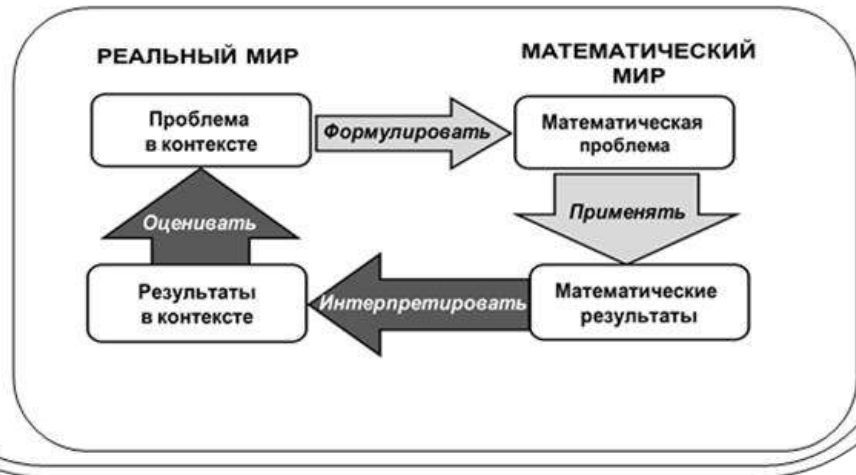 РЕАЛЬНЫЙ МИР
МАТЕМАТИЧЕСКИЙ
МИР
Проблема
в контексте
Формулировать
Математическая
проблема
Оценивать
Применять
Результаты
в контексте
Интерпретировать
Математические
результаты